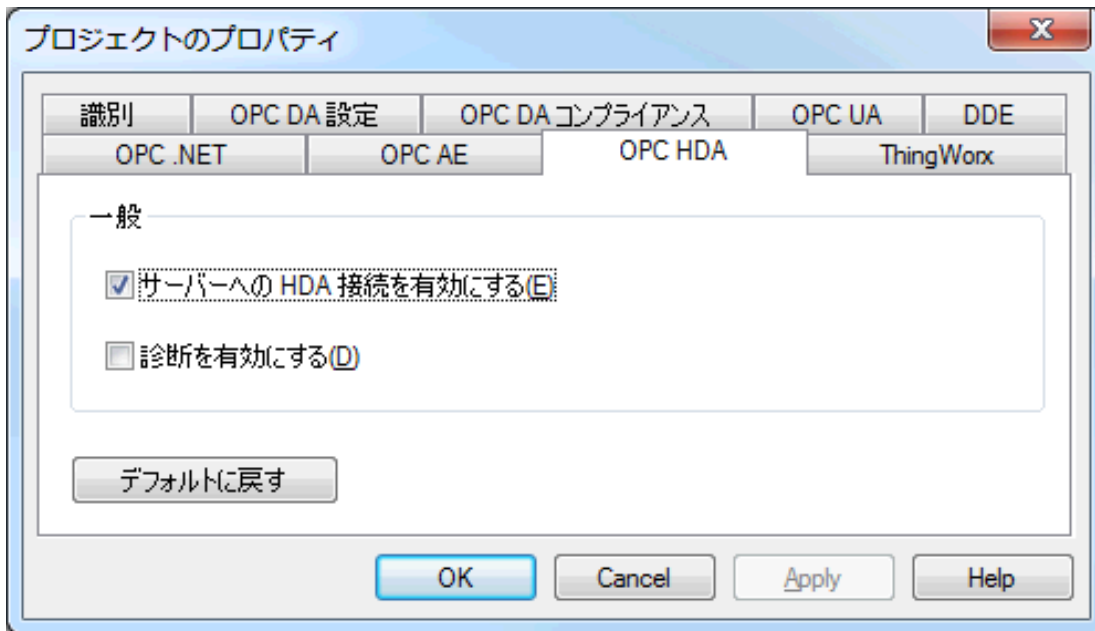 プロジェクトのプロパティ
識別 OPC DA 設定 OPC DA コンプライアンス OPC UA DDE
OPC .NET OPC AE OPC HDA ThingWorx
一般
サーバーへの HDA 接続を有効にする(E)
診断を有効にする(D)
デフォルトに戻す
OK Cancel Apply Help